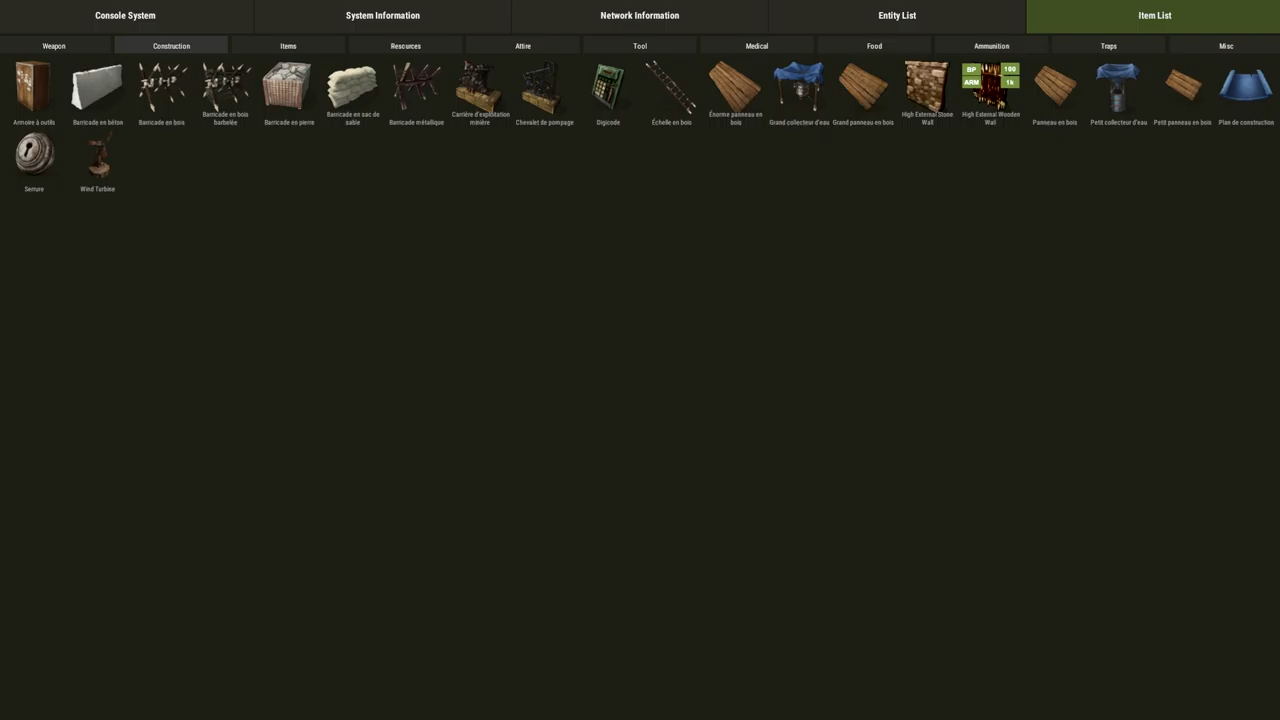 Console System
System Information
Network Information
Entity List
Item List
Weapon
Construction
Items
Resources
Attire
Tool
Medical
Food
Ammunition
Traps
Misc
Armoire à outils
Barricade en béton
Barricade en bois
Barricade en bois
barbelée
Barricade en pierre
Barricade en sac de
sable
Barricade métallique
Carrière d'exploitation
minière
Chevalet de pompage
Digicode
Échelle en bois
Énorme panneau en
bois
Grand collecteur d'eau
Grand panneau en bois
High External Stone
Wall
BP
100
ARM
1k
High External Wooden
Wall
Panneau en bois
Petit collecteur d'eau
Petit panneau en bois
Plan de construction
Serrure
Wind Turbine